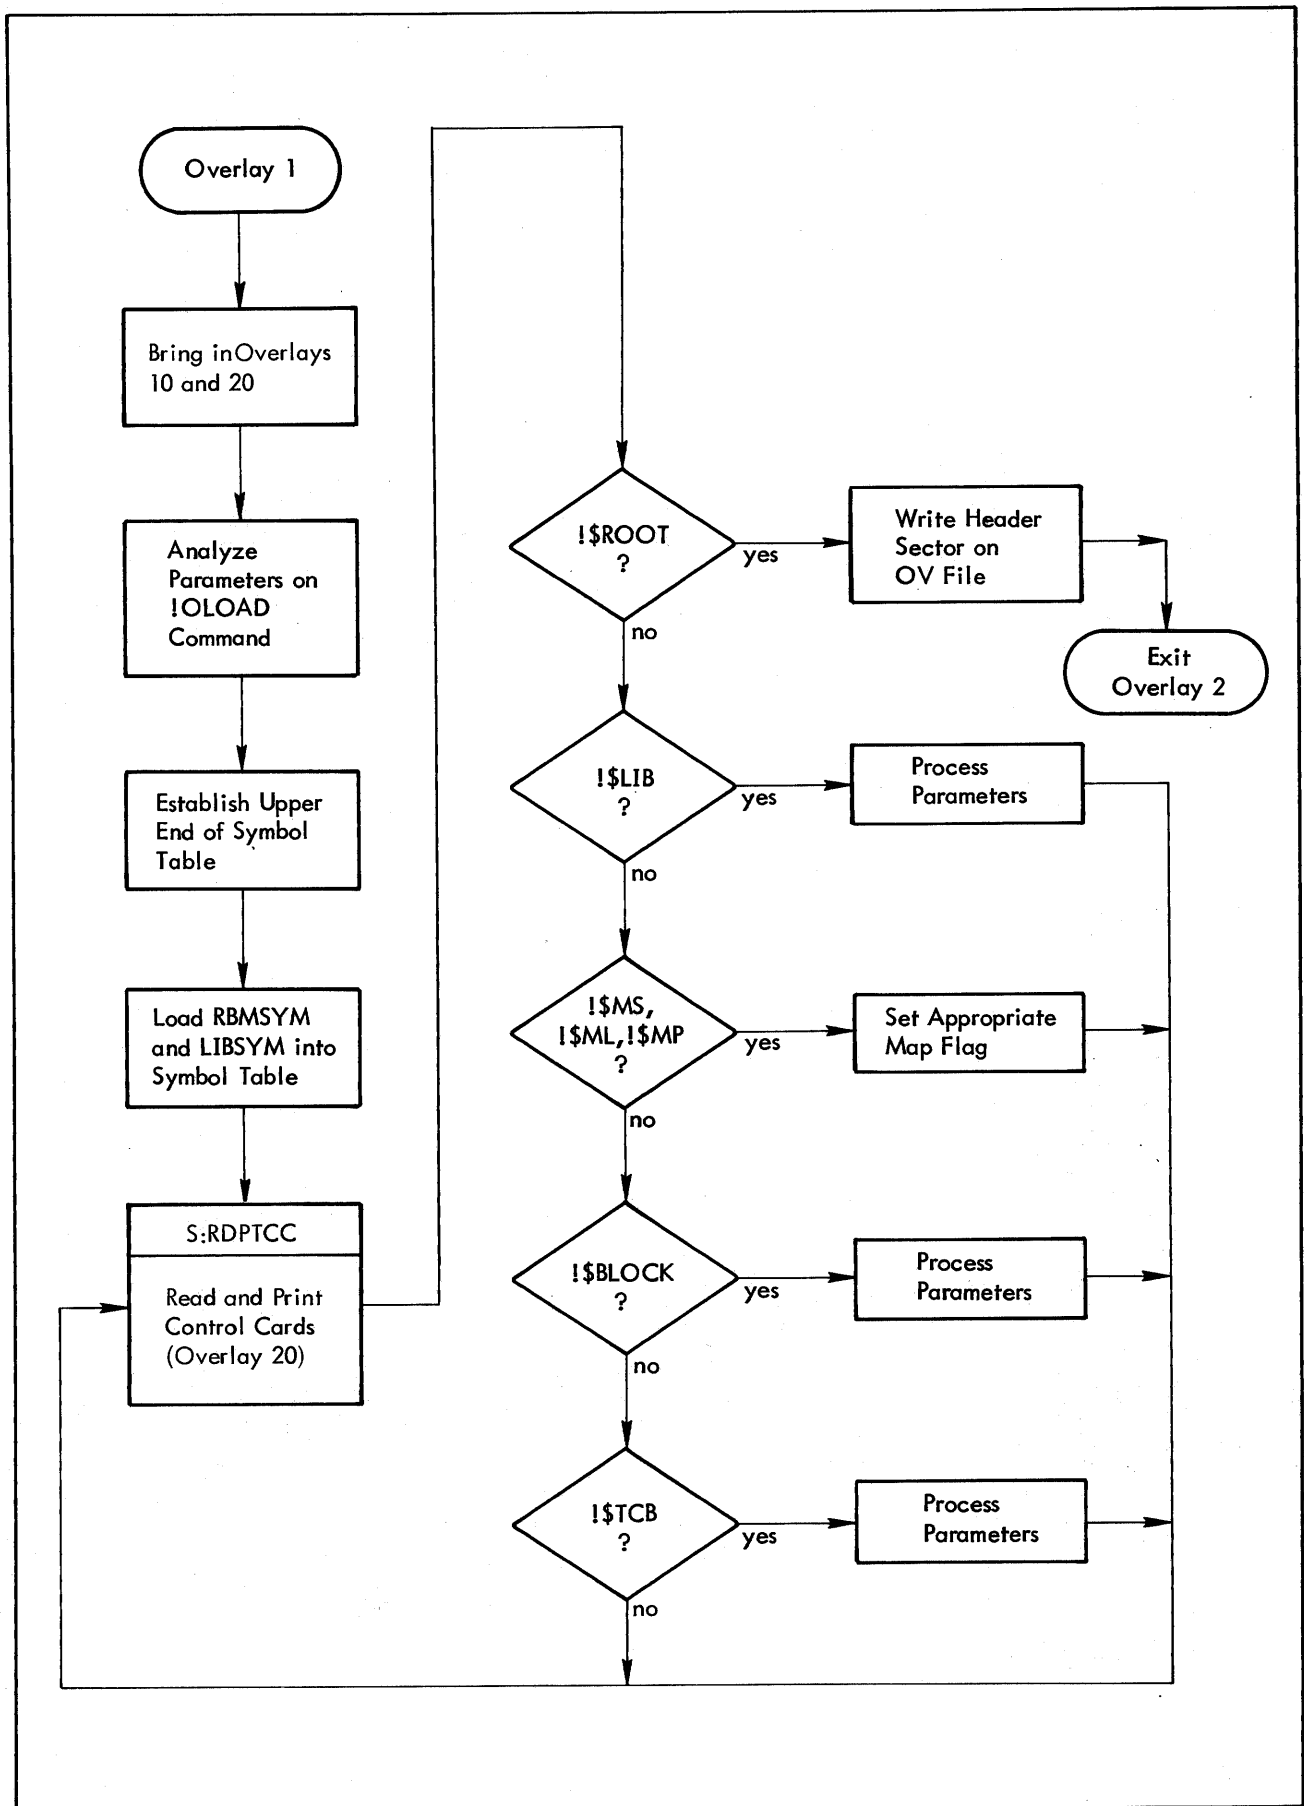 Overlay 1
Bring inOverlays
10 and 20
Analyze
Parameters on
!OLOAD
Command
Establish Upper
End of Symbol
Table
Load RBMSYM
and LIBSYM into
Symbol Table
S:RDPTCC
Read and Print
Control Cards
(Overlay 20)
!$ROOT
?
yes
no
Write Header
Sector on
OV File
Exit
Overlay 2
!$LIB
?
yes
no
Process
Parameters
!$MS,
!$ML,!$MP
?
yes
no
Set Appropriate
Map Flag
!$BLOCK
?
yes
no
Process
Parameters
!$TCB
?
yes
no
Process
Parameters